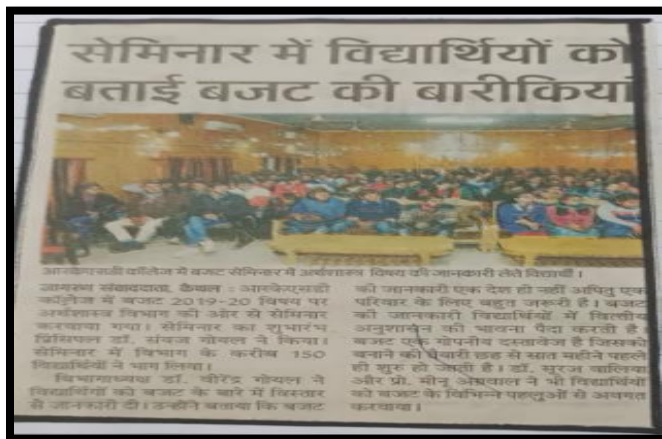 सेमिनार में विद्यार्थियों को
बताई बजट की बारीकियां
आरकेएसडी कॉलेज में बजट सेमिनार में अर्थशास्त्र विषय की जानकारी लेते विद्यार्थी।
जागरण संवाददाता, कैथल : आरकेएसडी
कॉलेज में बजट 2019-20 विषय पर
अर्थशास्त्र विभाग की ओर से सेमिनार
करवाया गया। सेमिनार का शुभारंभ
प्रिंसिपल डॉ. संजय गोयल ने किया।
सेमिनार में विभाग के करीब 150
विद्यार्थियों ने भाग लिया।
विभागाध्यक्ष डॉ. वीरेंद्र गोयल ने
विद्यार्थियों को बजट के बारे में विस्तार
से जानकारी दी। उन्होंने बताया कि बजट
की जानकारी एक देश ही नहीं अपितु एक
परिवार के लिए बहुत जरूरी है। बजट
की जानकारी विद्यार्थियों में वित्तीय
अनुशासन की भावना पैदा करती है।
बजट एक गोपनीय दस्तावेज है जिसको
बनाने की तैयारी छह से सात महीने पहले
ही शुरू हो जाती है। डॉ. सूरज वालिया
और प्रो. मीनू अग्रवाल ने भी विद्यार्थियों
को बजट के विभिन्न पहलुओं से अवगत
करवाया।